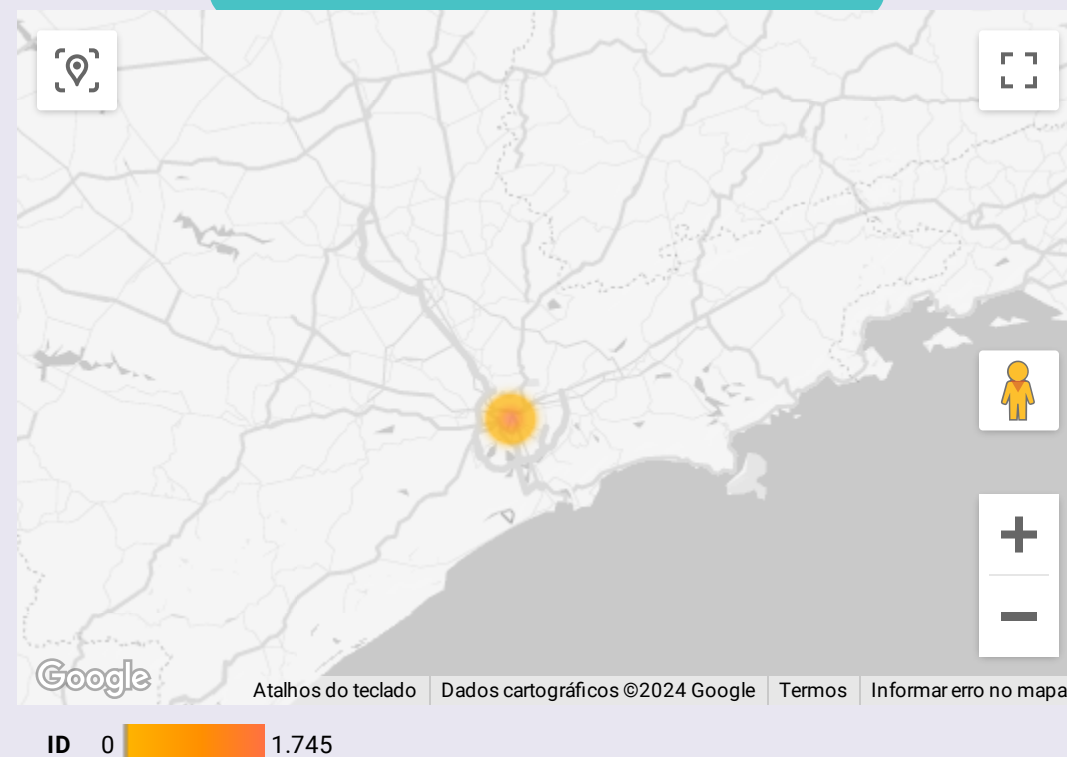 Google
Atalhos do teclado
Dados cartográficos ©2024 Google
Termos
Informar erro no mapa
ID 0 1.745